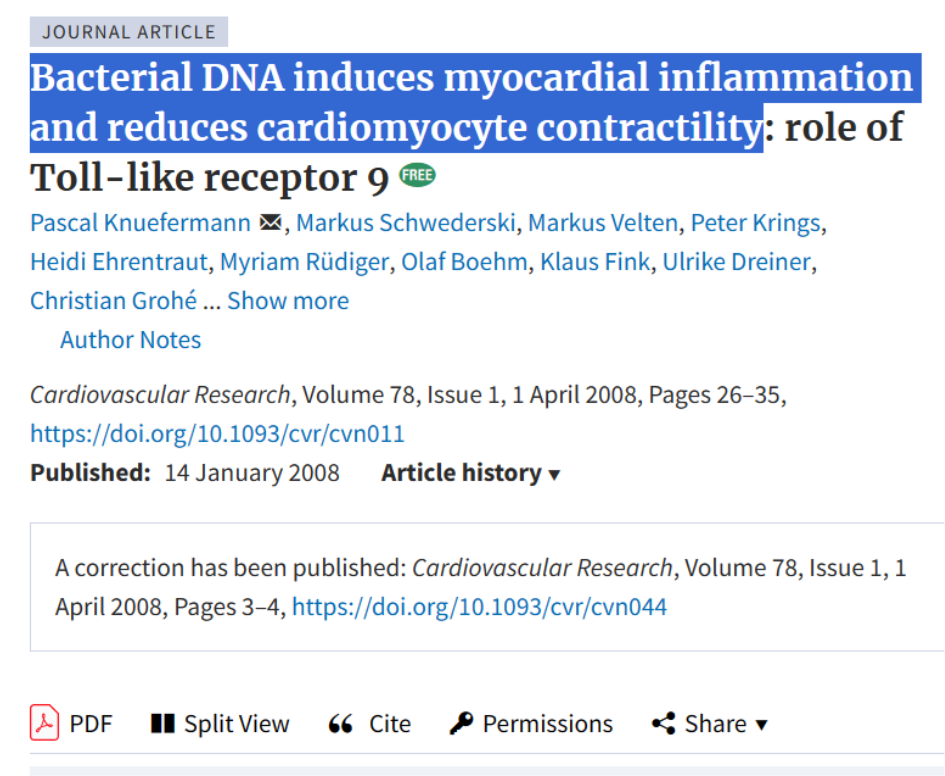 JOURNAL ARTICLE
Bacterial DNA induces myocardial inflammation
and reduces cardiomyocyte contractility: role of
Toll-like receptor 9 FREE
Pascal Knuefermann, Markus Schwederski, Markus Velten, Peter Krings,
Heidi Ehrentraut, Myriam Rüdiger, Olaf Boehm, Klaus Fink, Ulrike Dreiner,
Christian Grohé ... Show more
Author Notes
Cardiovascular Research, Volume 78, Issue 1, 1 April 2008, Pages 26–35,
https://doi.org/10.1093/cvr/cvn011
Published: 14 January 2008 Article history ▾
A correction has been published: Cardiovascular Research, Volume 78, Issue 1, 1
April 2008, Pages 3–4, https://doi.org/10.1093/cvr/cvn044
PDF Split View Cite Permissions Share ▾